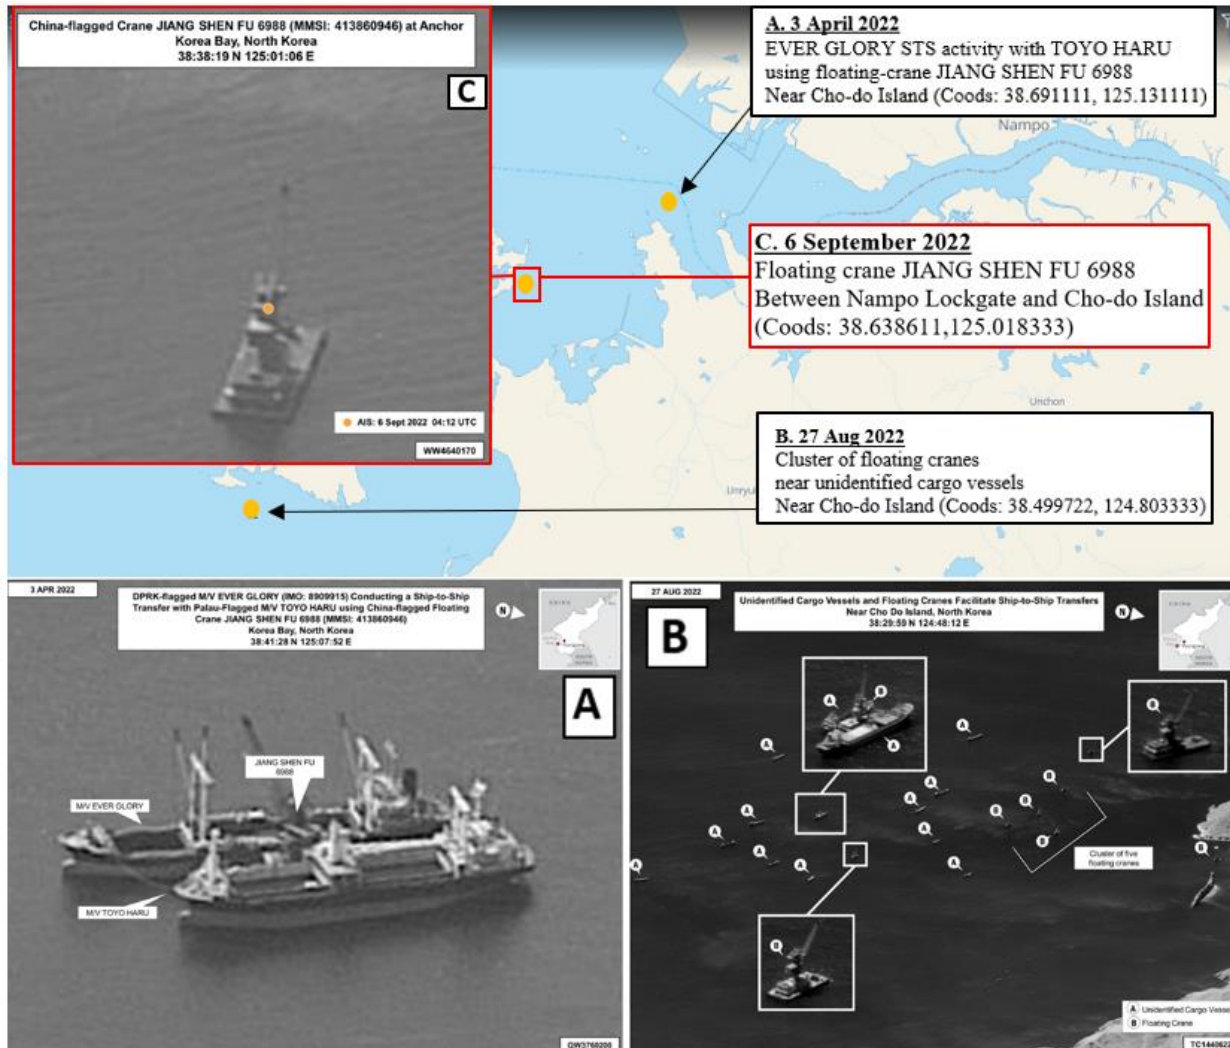 China-flagged Crane JIANG SHEN FU 6988 (MMSI: 413860946) at Anchor
Korea Bay, North Korea
38:38:19 N 125:01:06 E
C
AIS: 6 Sept 2022 04:12 UTC
WW4640170
A. 3 April 2022
EVER GLORY STS activity with TOYO HARU
using floating-crane JIANG SHEN FU 6988
Near Cho-do Island (Coods: 38.691111, 125.131111)
Nampo
C. 6 September 2022
Floating crane JIANG SHEN FU 6988
Between Nampo Lockgate and Cho-do Island
(Coods: 38.638611,125.018333)
Unchon
B. 27 Aug 2022
Cluster of floating cranes
near unidentified cargo vessels
Near Cho-do Island (Coods: 38.499722, 124.803333)
Unryul
3 APR 2022
DPRK-flagged M/V EVER GLORY (IMO: 8909915) Conducting a Ship-to-Ship
Transfer with Palau-Flagged M/V TOYO HARU using China-flagged Floating
Crane JIANG SHEN FU 6988 (MMSI: 413860946)
Korea Bay, North Korea
38:41:28 N 125:07:52 E
N
A
JIANG SHEN FU
6988
M/V EVER GLORY
M/V TOYO HARU
QW3760200
27 AUG 2022
Unidentified Cargo Vessels and Floating Cranes Facilitate Ship-to-Ship Transfers
Near Cho Do Island, North Korea
38:29:59 N 124:48:12 E
N
B
A
B
A
A
B
A
B
A
B
A
A
B
B
A
A
A
Cluster of five
floating cranes
B
A
A
A
A
B
A Unidentified Cargo Vesse
B Floating Crane